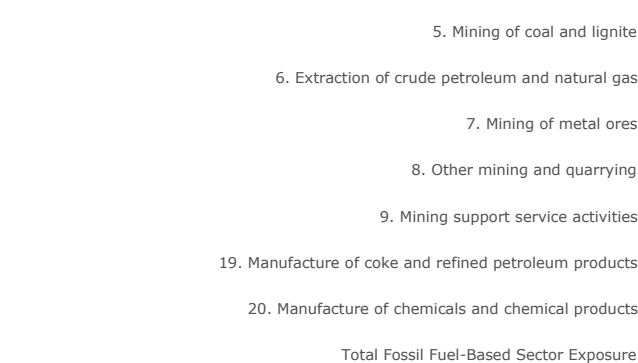 5. Mining of coal and lignite
6. Extraction of crude petroleum and natural gas
7. Mining of metal ores
8. Other mining and quarrying
9. Mining support service activities
19. Manufacture of coke and refined petroleum products
20. Manufacture of chemicals and chemical products
Total Fossil Fuel-Based Sector Exposure